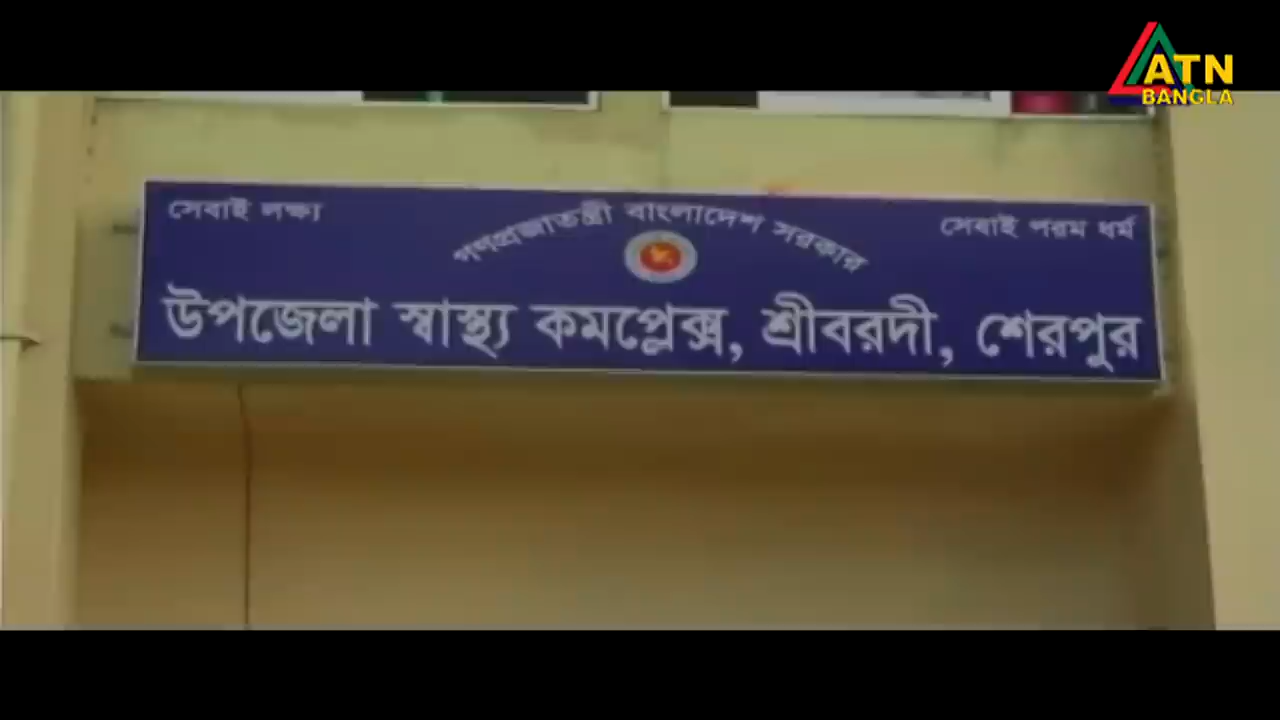 ATN
BANGLA
সেবাই লক্ষ্য
গণপ্রজাতন্ত্রী বাংলাদেশ সরকার
সেবাই পরম ধর্ম
উপজেলা স্বাস্থ্য কমপ্লেক্স, শ্রীবরদী, শেরপুর